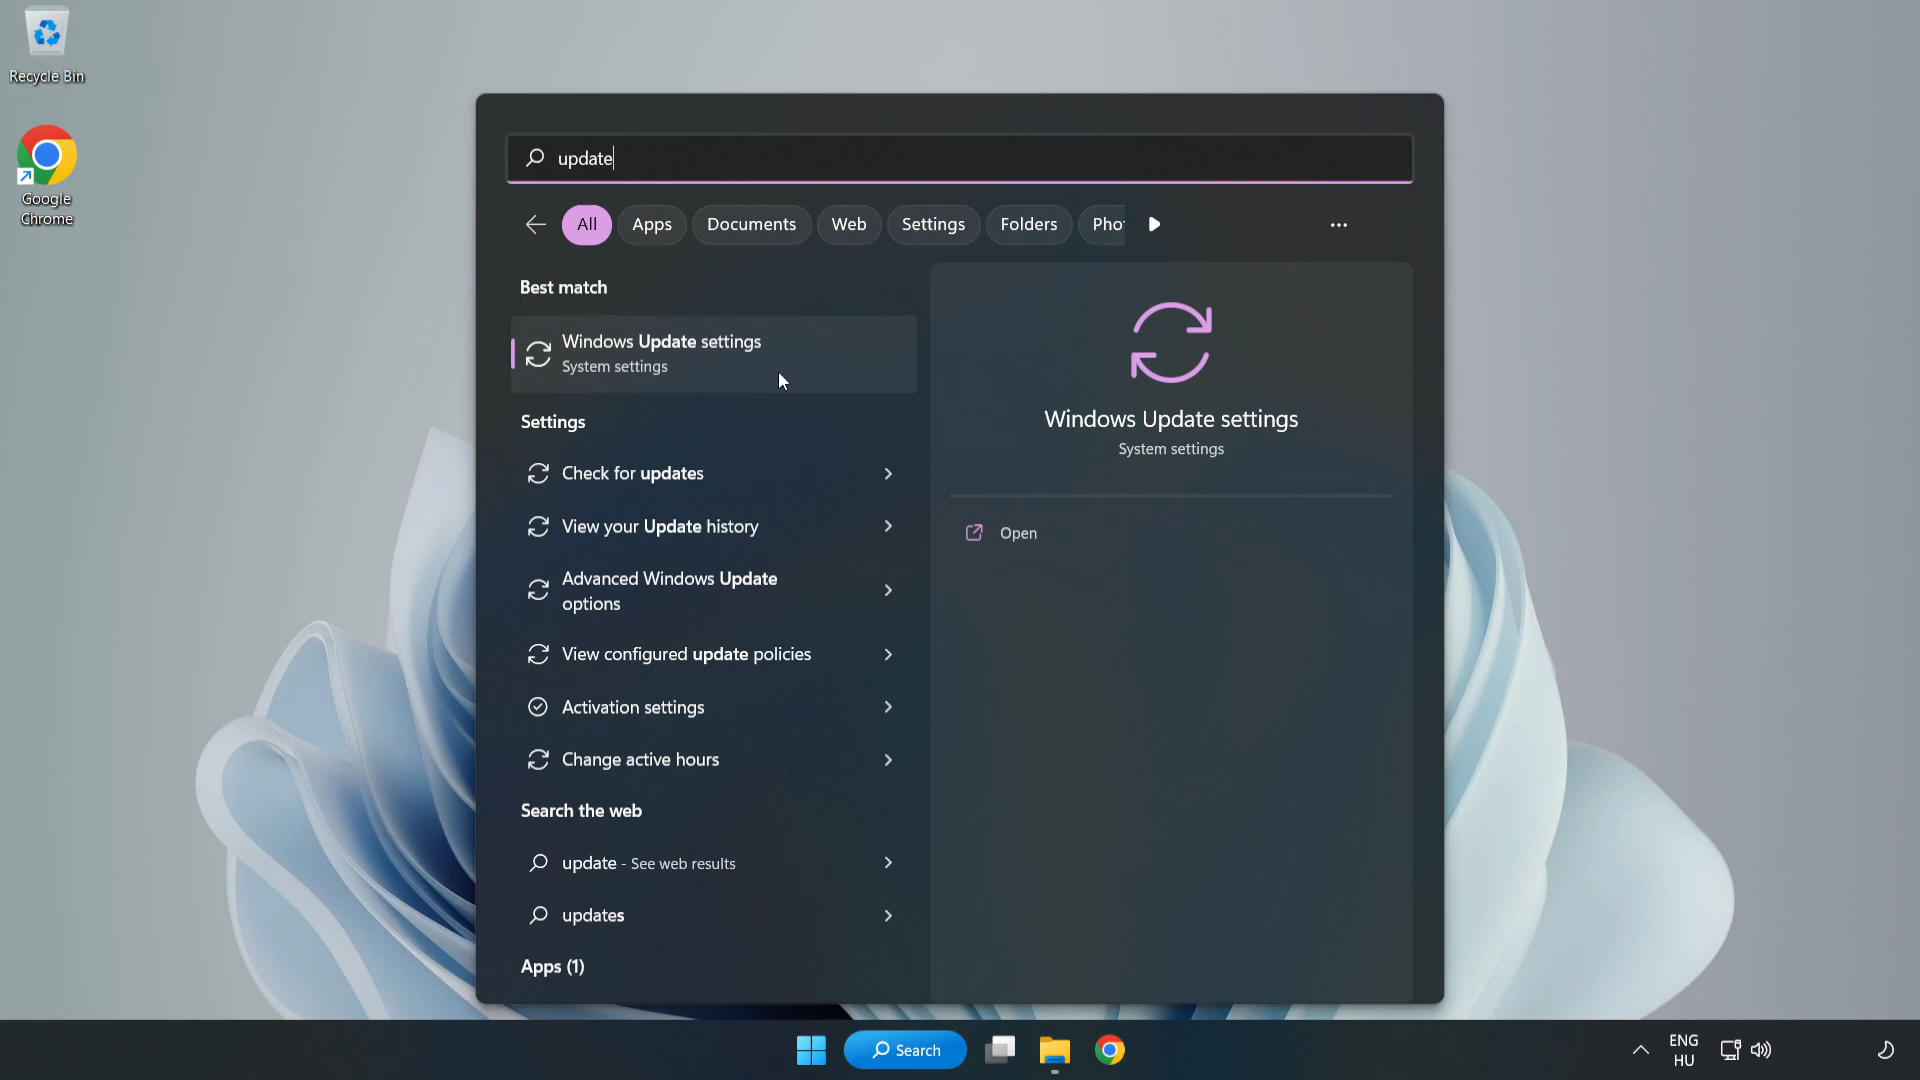 Recycle Bin
Google
Chrome
update
All
Apps
Documents
Web
Settings
Folders
Pho
Best match
Windows Update settings
System settings
Settings
Check for updates
View your Update history
Advanced Windows Update
options
View configured update policies
Activation settings
Change active hours
Search the web
update - See web results
updates
Apps (1)
Windows Update settings
System settings
Open
Search
ENG
HU